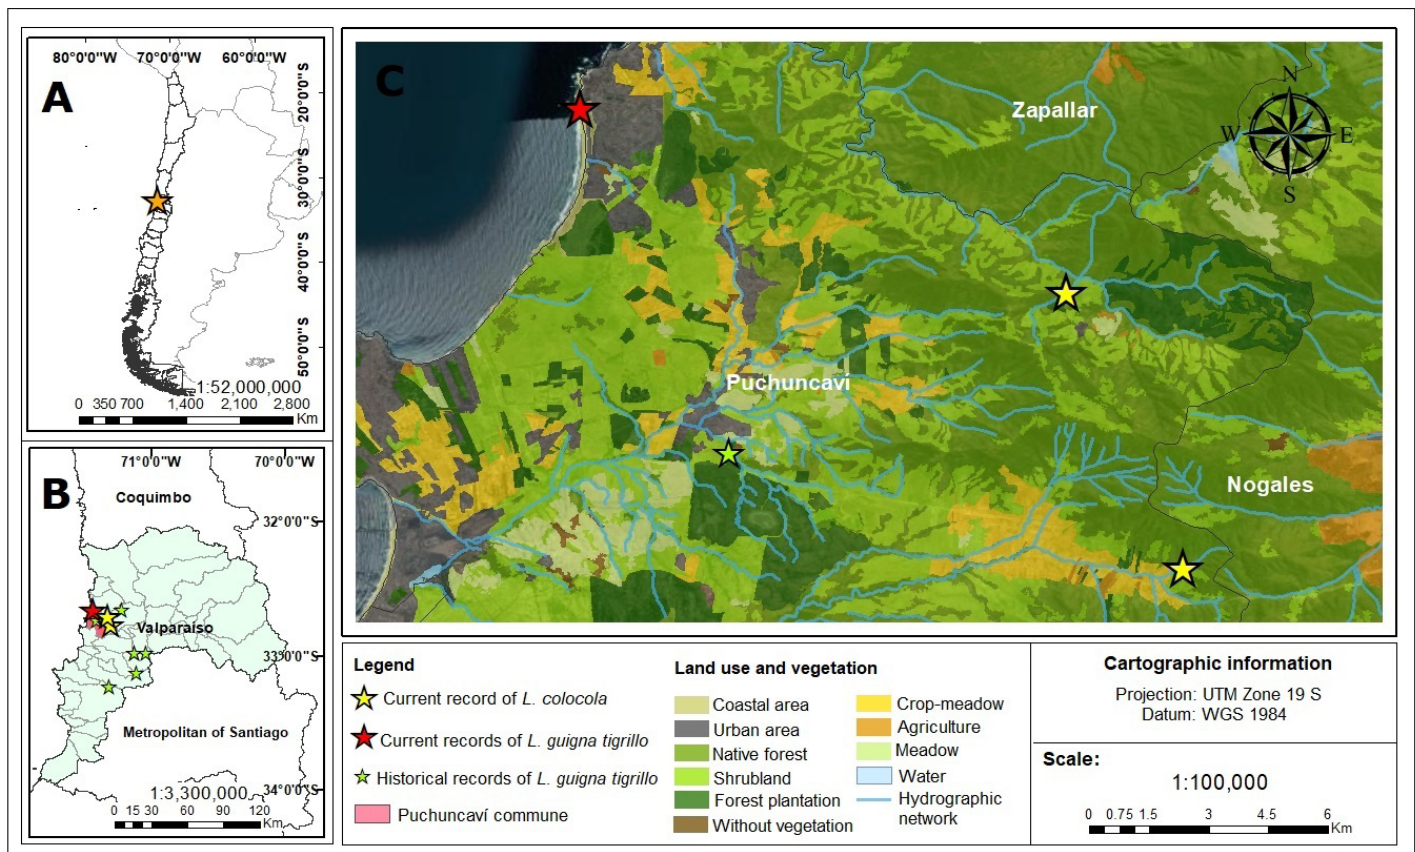 A
80°0'0"W 70°0'0"W 60°0'0"W
20°0'0"S
30°0'0"S
40°0'0"S
50°0'0"S
1:52,000,000
0 350 700 1,400 2,100 2,800
Km
B
71°0'0"W 70°0'0"W
Coquimbo
32°0'0"S
Valparaiso
33°0'0"S
Metropolitan of Santiago
1:3,300,000
34°0'0"S
0 15 30 60 90 120
Km
C
Zapallar
N
W E
S
Puchuncaví
Nogales
Legend
Current record of L. colocola
Current records of L. guigna tigrillo
Historical records of L. guigna tigrillo
Puchuncaví commune
Land use and vegetation
Coastal area
Urban area
Native forest
Shrubland
Forest plantation
Without vegetation
Crop-meadow
Agriculture
Meadow
Water
Hydrographic
network
Cartographic information
Projection: UTM Zone 19 S
Datum: WGS 1984
Scale:
1:100,000
0 0.75 1.5 3 4.5 6
Km